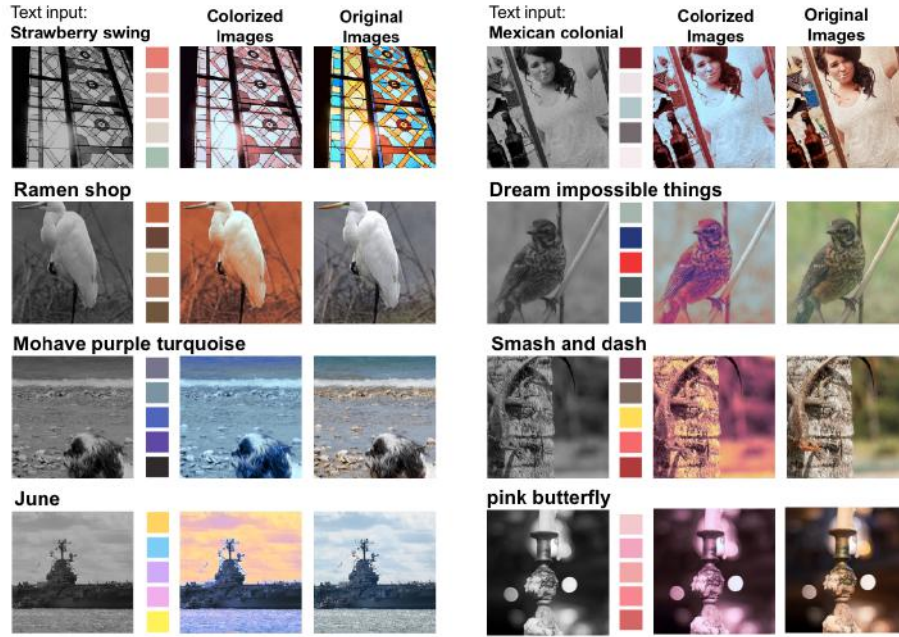 Text input:
Strawberry swing
Colorized
Images
Original
Images
Ramen shop
Mohave purple turquoise
June
Text input:
Mexican colonial
Colorized
Images
Original
Images
Dream impossible things
Smash and dash
pink butterfly